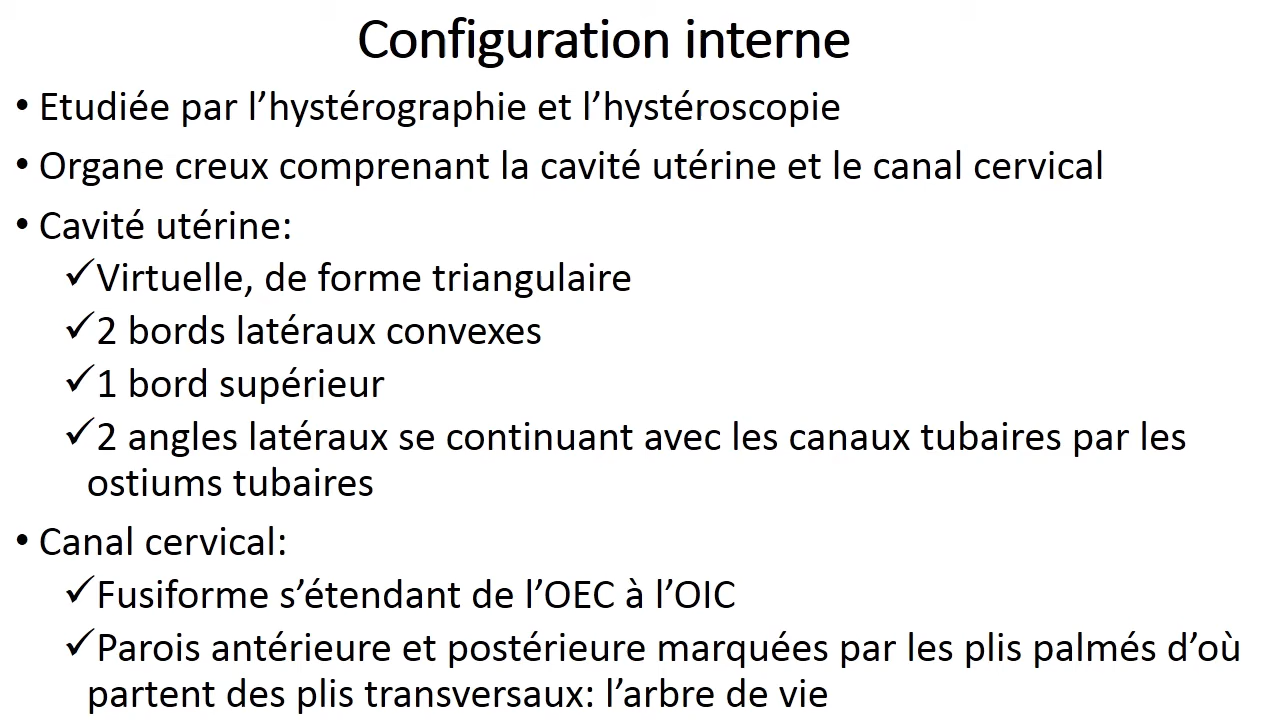 Configuration interne
• Etudiée par l’hystérographie et l’hystéroscopie
• Organe creux comprenant la cavité utérine et le canal cervical
• Cavité utérine:
✓Virtuelle, de forme triangulaire
✓2 bords latéraux convexes
✓1 bord supérieur
✓2 angles latéraux se continuant avec les canaux tubaires par les
ostiums tubaires
• Canal cervical:
✓Fusiforme s’étendant de l’OEC à l’OIC
✓Parois antérieure et postérieure marquées par les plis palmés d’où
partent des plis transversaux: l’arbre de vie